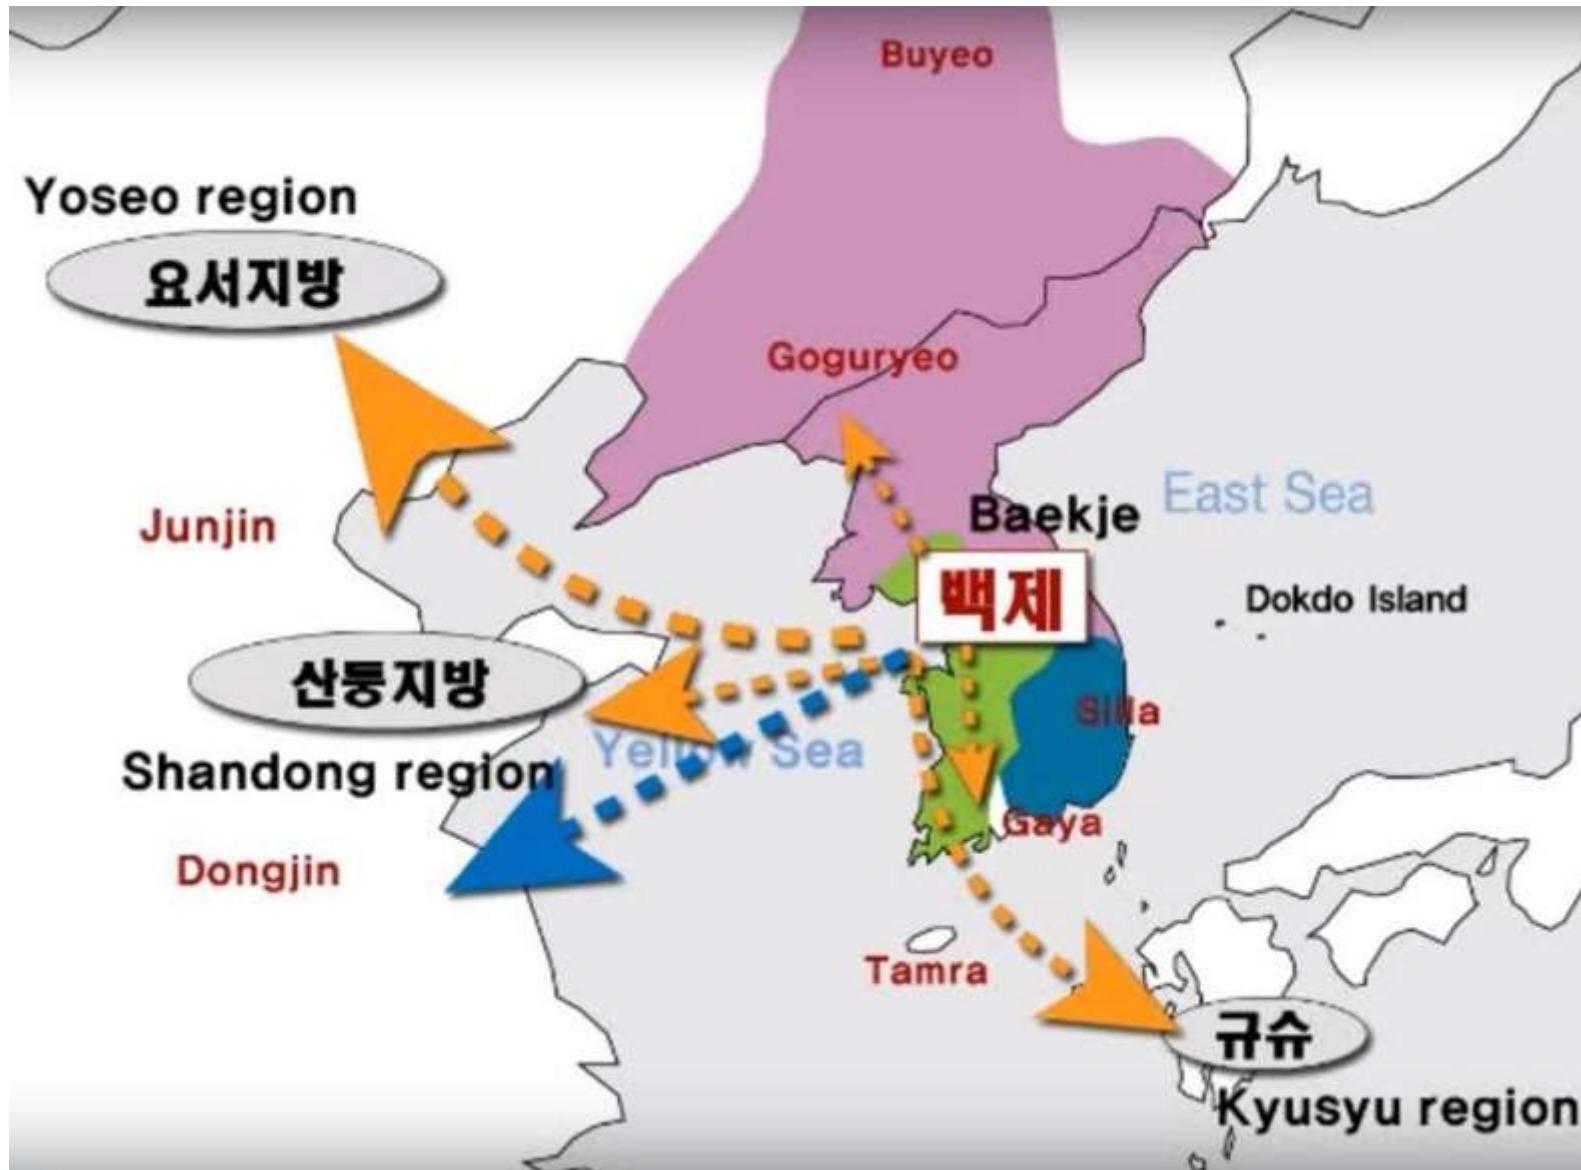 Buyeo
Yoseo region
요서지방
Goguryeo
East Sea
Baekje
Junjin
백제
Dokdo Island
산둥지방
Silla
Yellow Sea
Shandong region
Gaya
Dongjin
Tamra
규슈
Kyusyu region